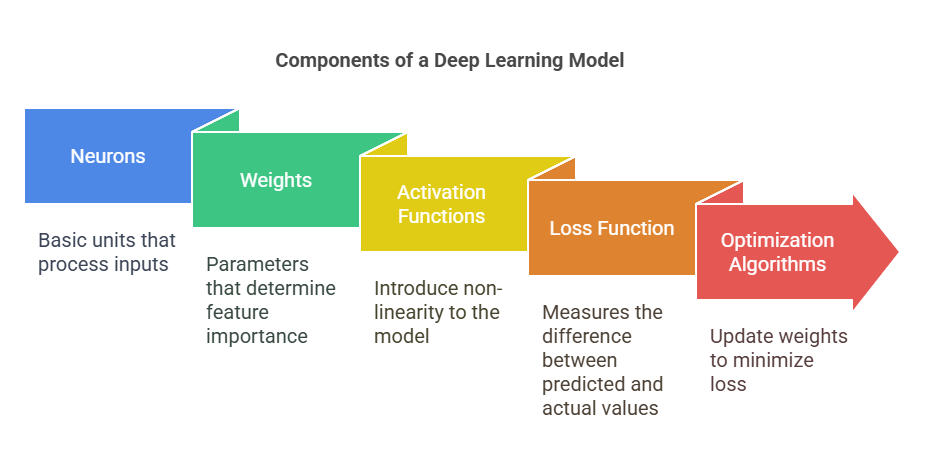 Components of a Deep Learning Model
Neurons
Basic units that
process inputs
Weights
Parameters
that determine
feature
importance
Activation
Functions
Introduce non-
linearity to the
model
Loss Function
Measures the
difference
between
predicted and
actual values
Optimization
Algorithms
Update weights
to minimize
loss